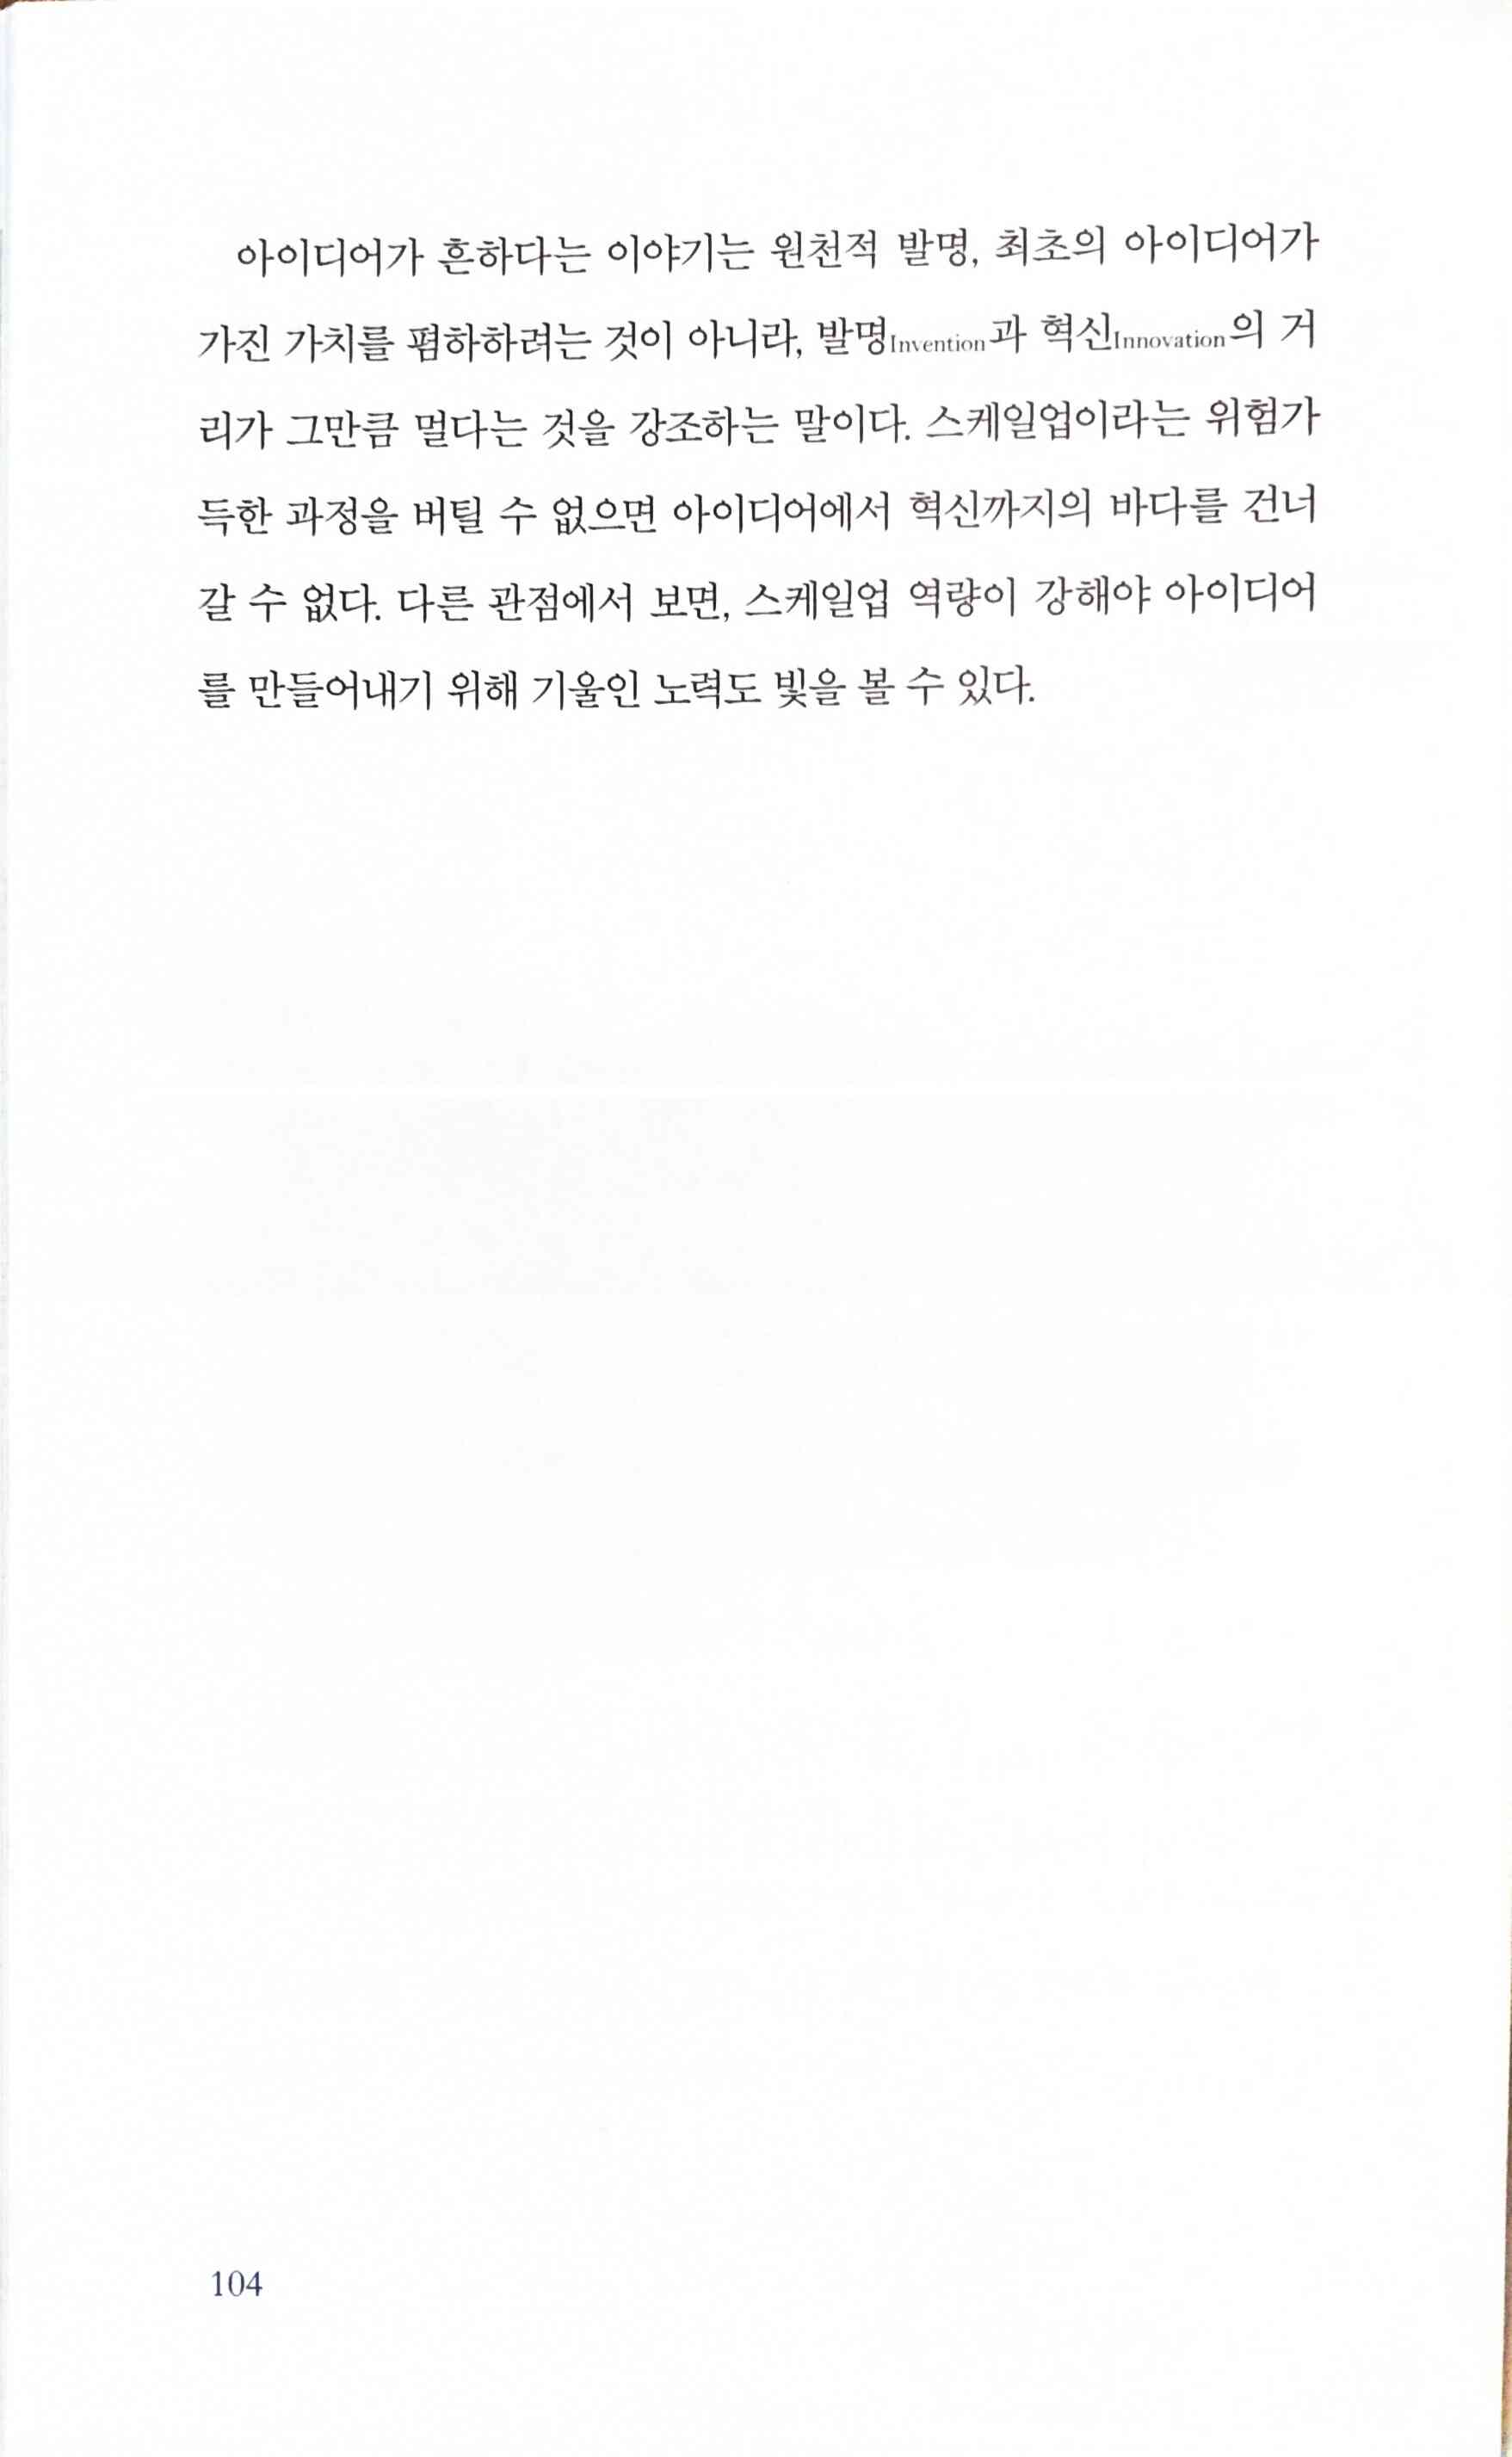 아이디어가 흔하다는 이야기는 원천적 발명, 최초의 아이디어가
가진 가치를 폄하하려는 것이 아니라, 발명Invention과 혁신Innovation의 거
리가 그만큼 멀다는 것을 강조하는 말이다. 스케일업이라는 위험가
득한 과정을 버틸 수 없으면 아이디어에서 혁신까지의 바다를 건너
갈 수 없다. 다른 관점에서 보면, 스케일업 역량이 강해야 아이디어
를 만들어내기 위해 기울인 노력도 빛을 볼 수 있다.
104